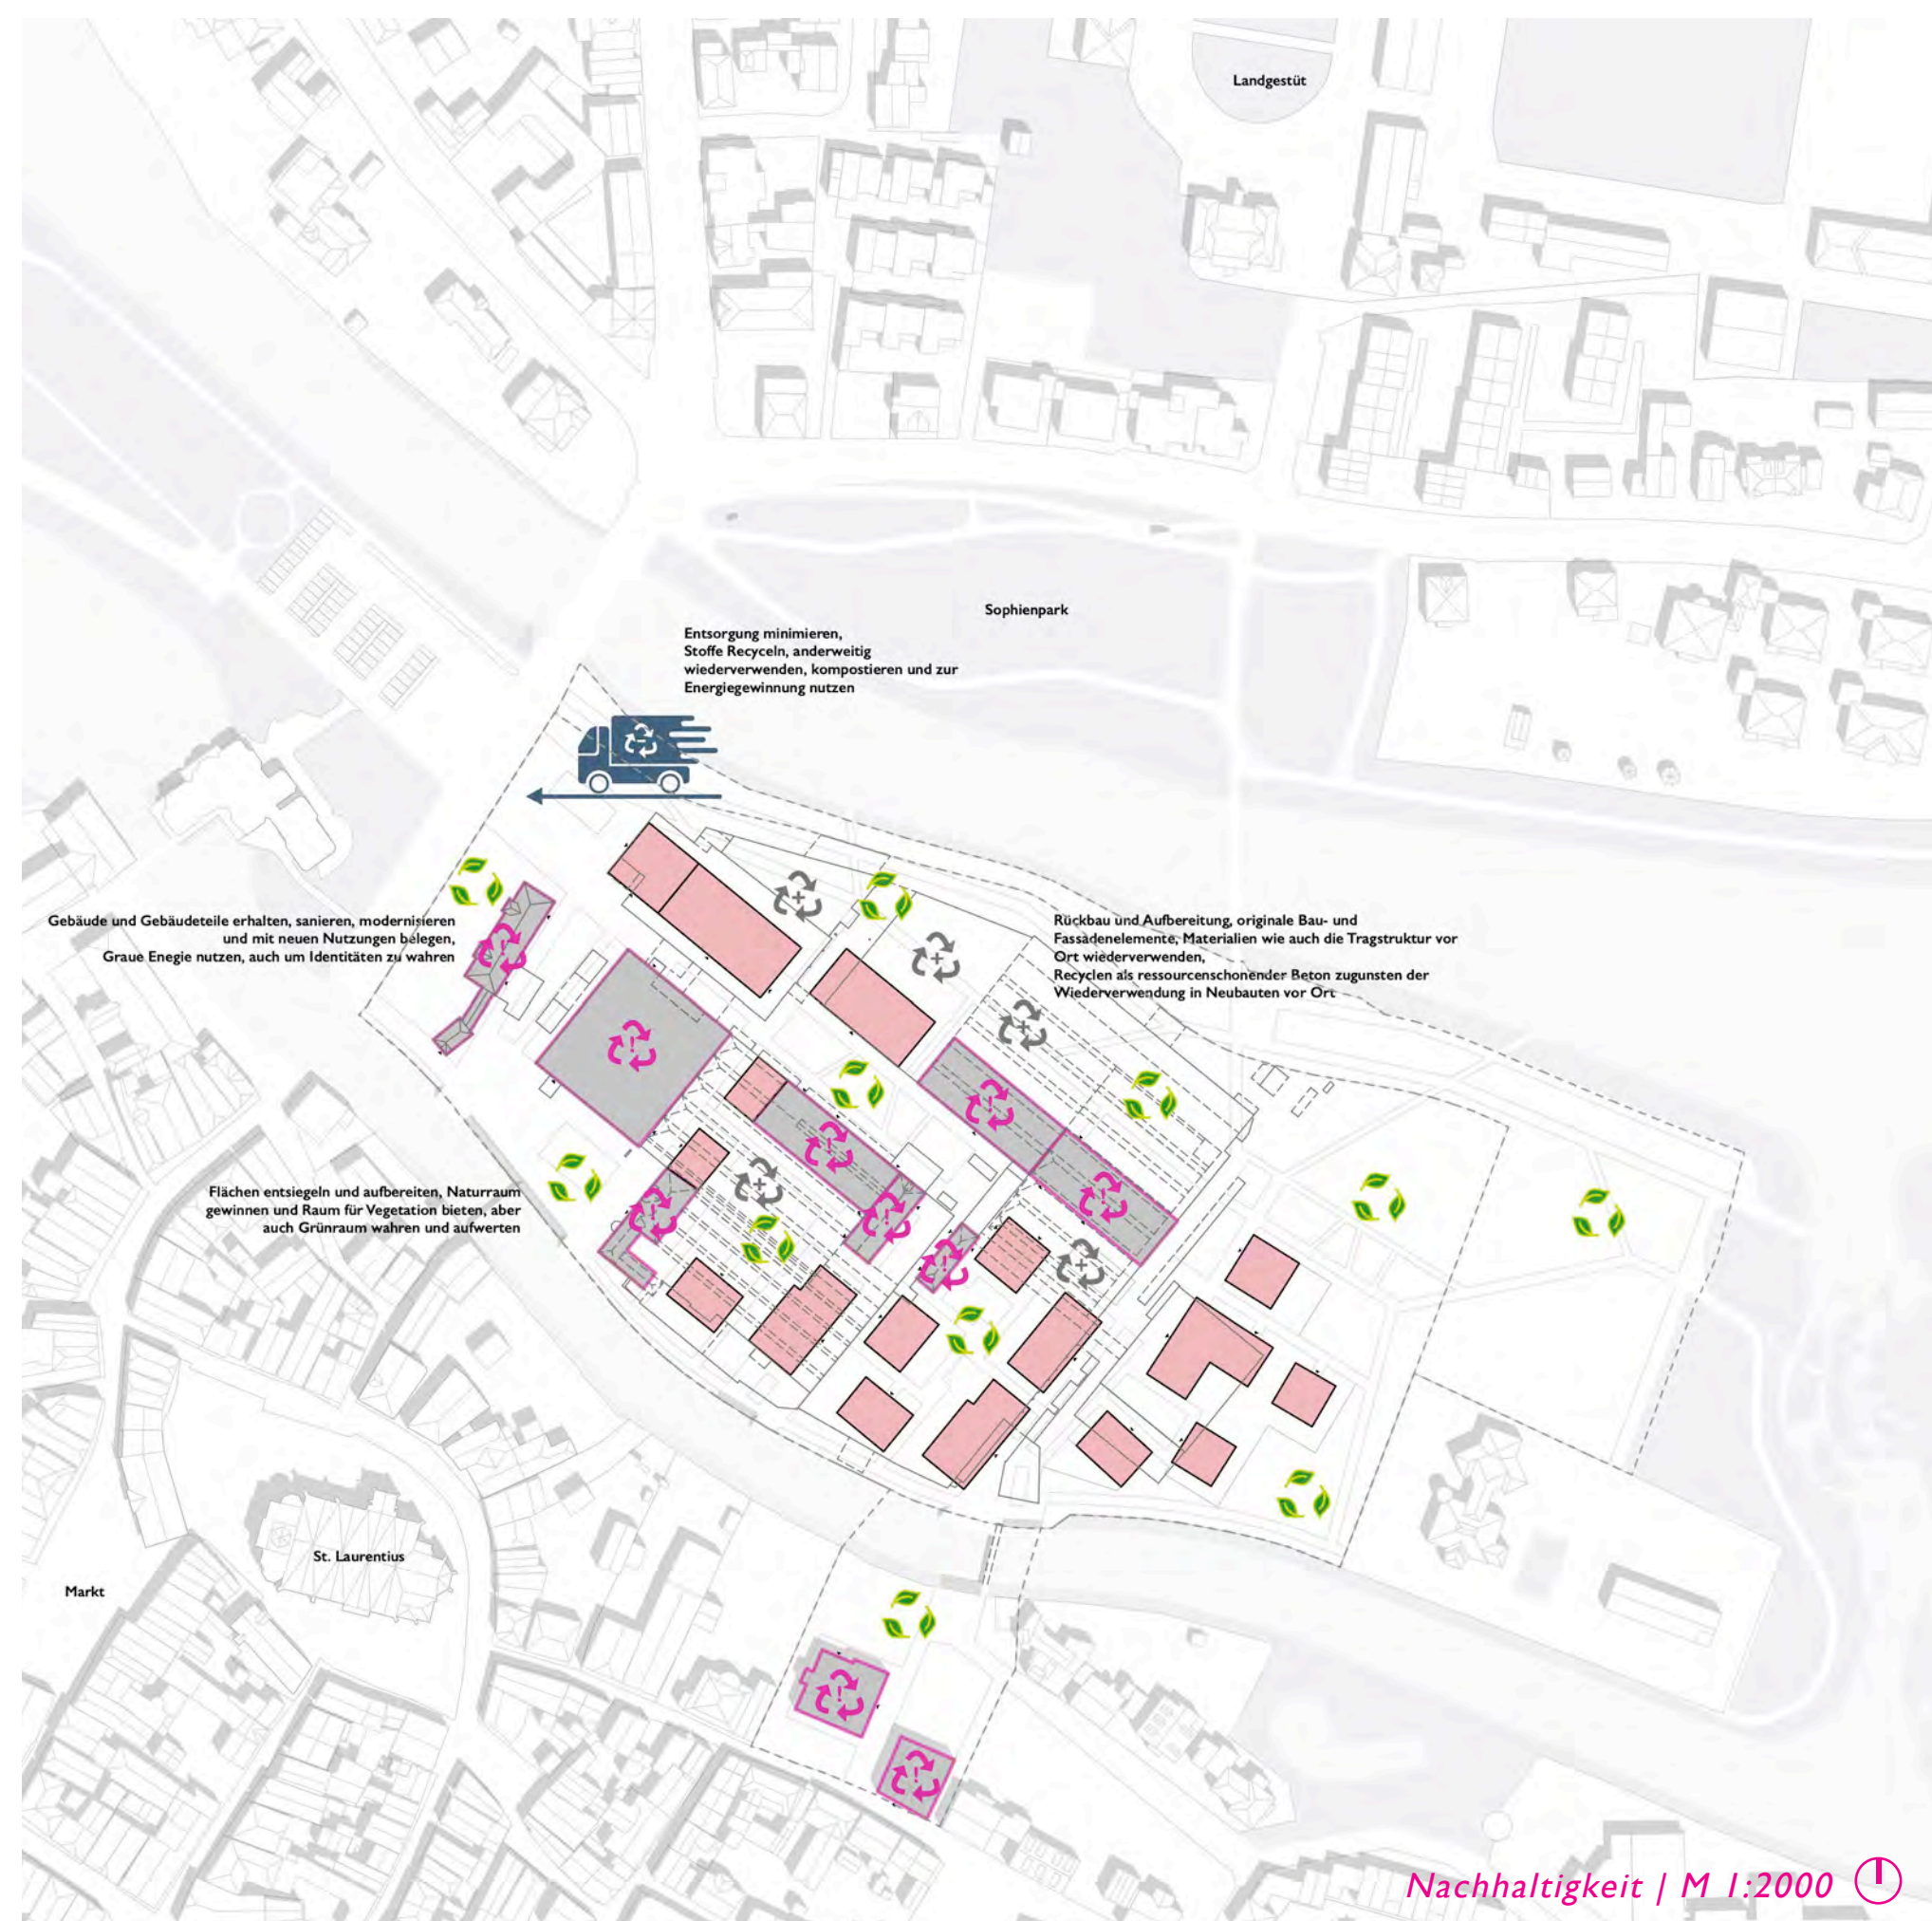 Landgestüt
Sophienpark
Entsorgung minimieren,
Stoffe Recyceln, anderweitig
wiederverwenden, kompostieren und zur
Energiegewinnung nutzen
Gebäude und Gebäudeteile erhalten, sanieren, modernisieren
und mit neuen Nutzungen belegen,
Graue Enegie nutzen, auch um Identitäten zu wahren
Rückbau und Aufbereitung, originale Bau- und
Fassadenelemente, Materialien wie auch die Tragstruktur vor
Ort wiederverwenden,
Recyclen als ressourcenschonender Beton zugunsten der
Wiederverwendung in Neubauten vor Ort
Flächen entsiegeln und aufbereiten, Naturraum
gewinnen und Raum für Vegetation bieten, aber
auch Grünraum wahren und aufwerten
St. Laurentius
Markt
Nachhaltigkeit | M 1:2000